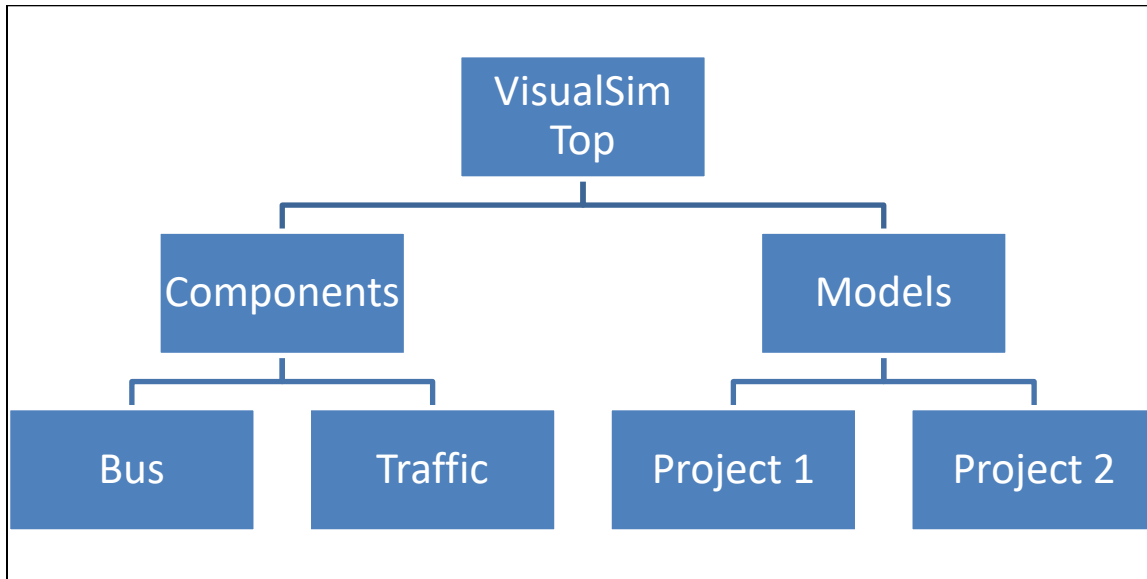 VisualSim
Top
Components
Models
Bus
Traffic
Project 1
Project 2